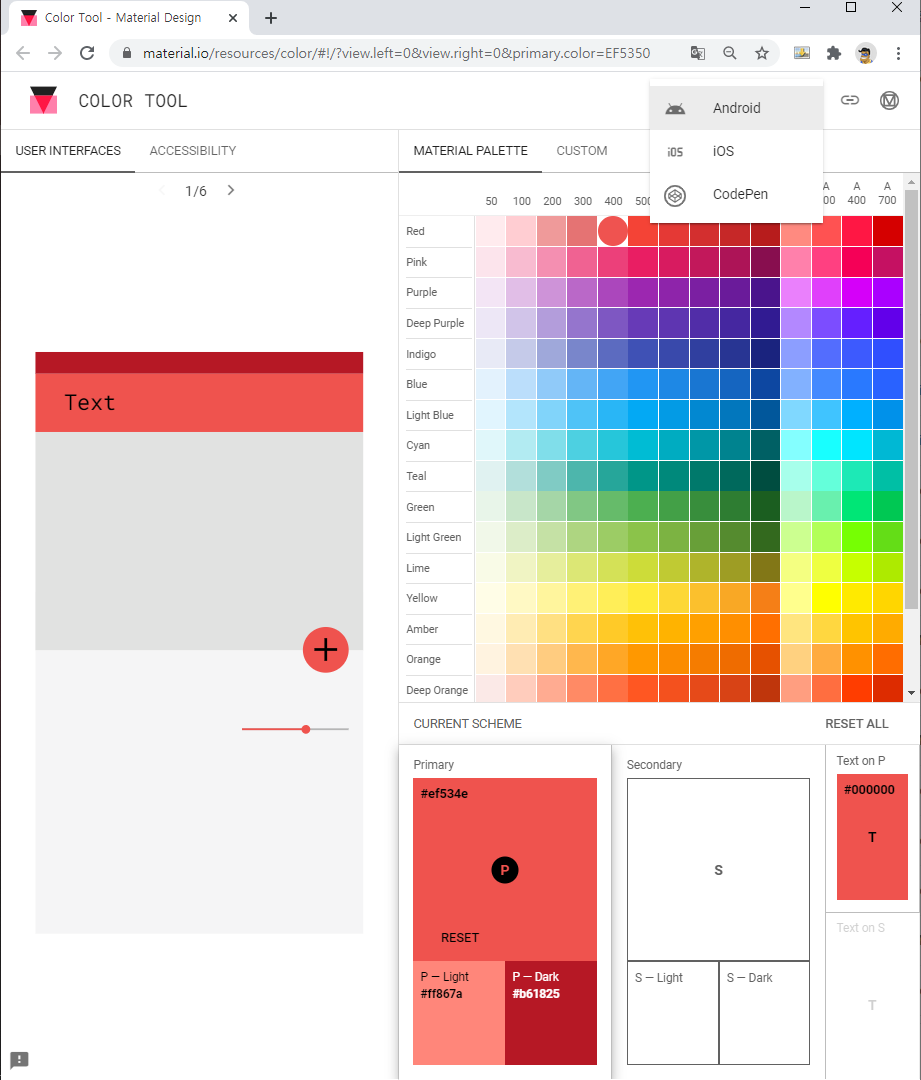 Color Tool - Material Design
material.io/resources/color/#!/?view.left=0&view.right=0&primary.color=EF5350
COLOR TOOL
Android
iOS
iOS
CodePen
USER INTERFACES
ACCESSIBILITY
MATERIAL PALETTE
CUSTOM
1/6
50
100
200
300
400
A
A
400
A
700
Red
Pink
Purple
Deep Purple
Indigo
Blue
Light Blue
Cyan
Teal
Green
Light Green
Lime
Yellow
Amber
Orange
Deep Orange
Text
CURRENT SCHEME
RESET ALL
Primary
#ef534e
P
RESET
P — Light
#ff867a
P — Dark
#b61825
Secondary
S
S — Light
S — Dark
Text on P
#000000
T
Text on S
T